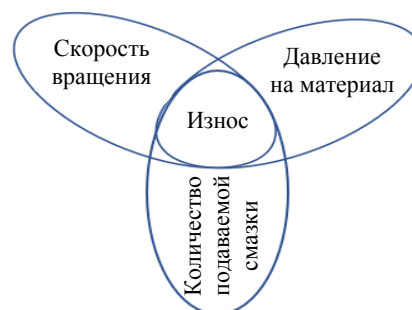 Скорость
вращения
Давление
на материал
Износ
Количество
подаваемой
смазки